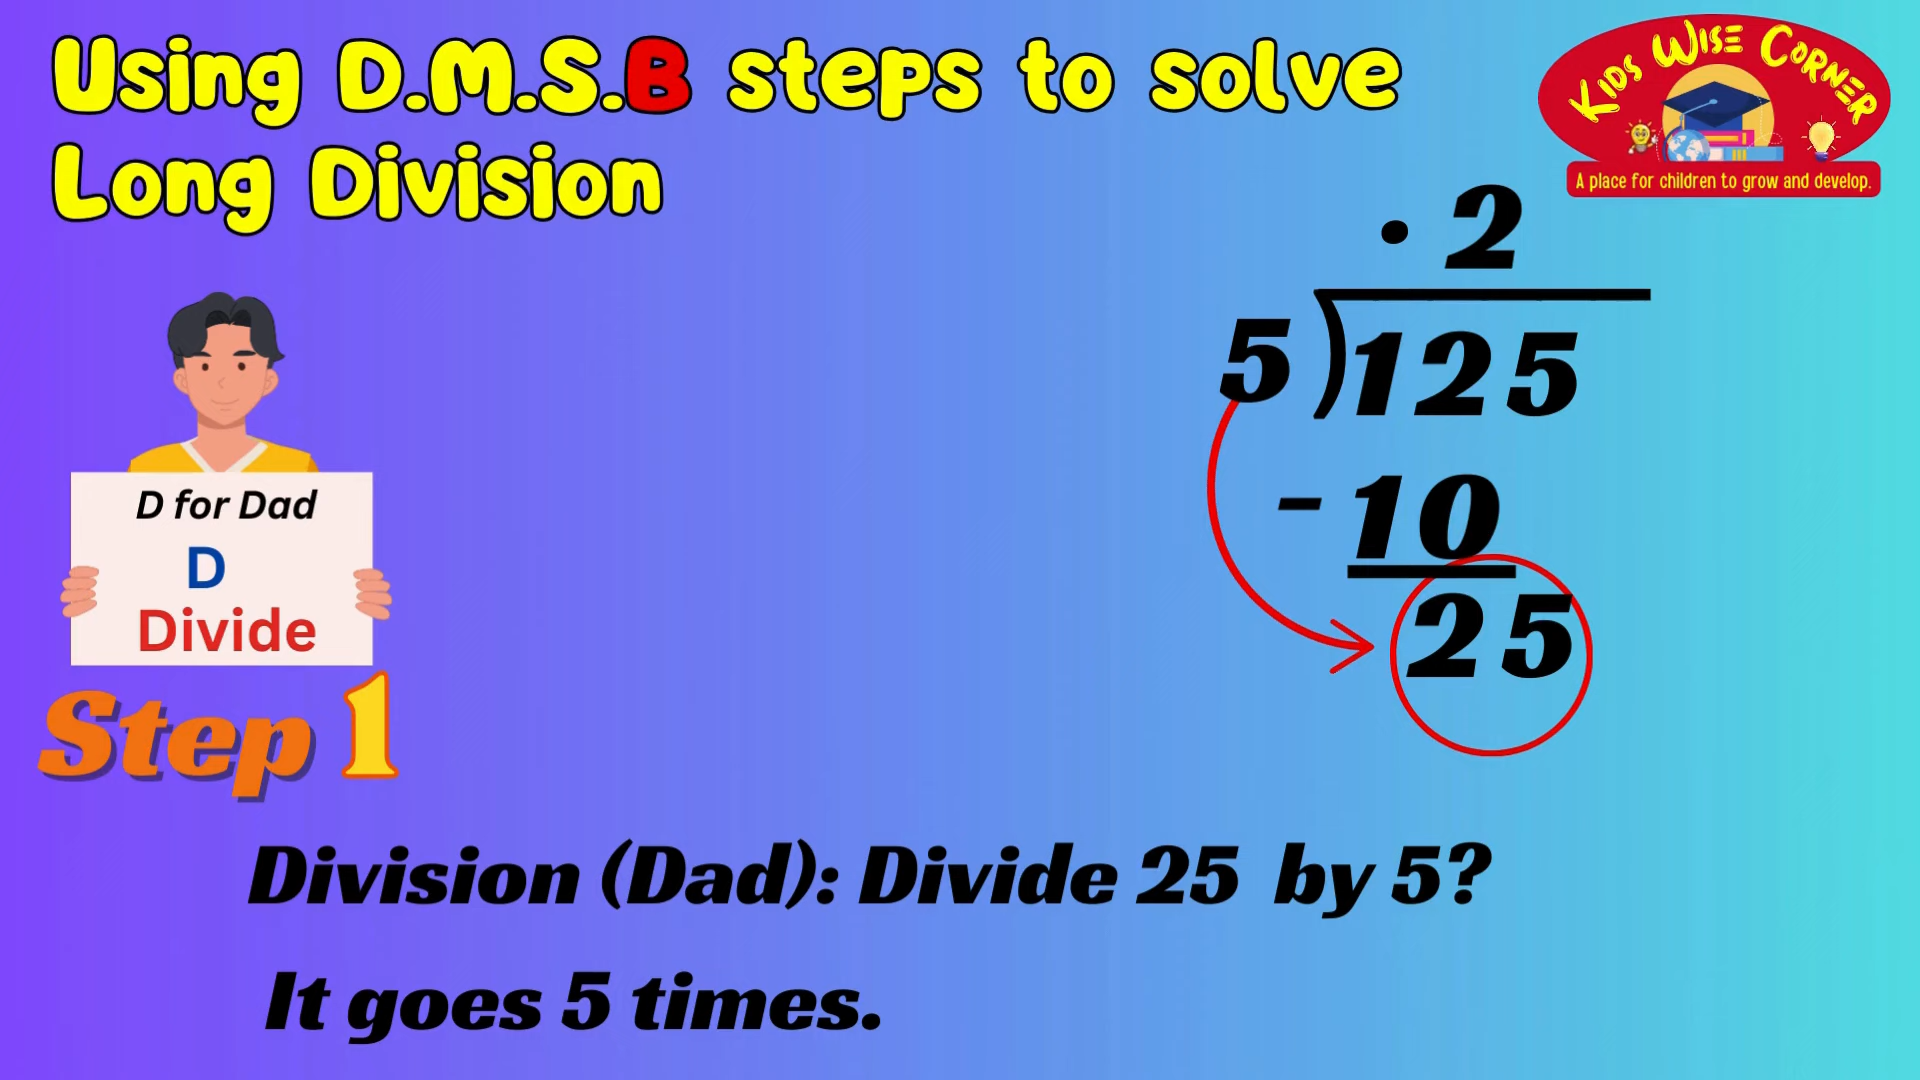 Using D.M.S.B steps to solve
Long Division
KIDS WISE CORNER
A place for children to grow and develop.
· 2
5)125
-10
25
D for Dad
D
Divide
Step 1
Division (Dad): Divide 25 by 5?
It goes 5 times.